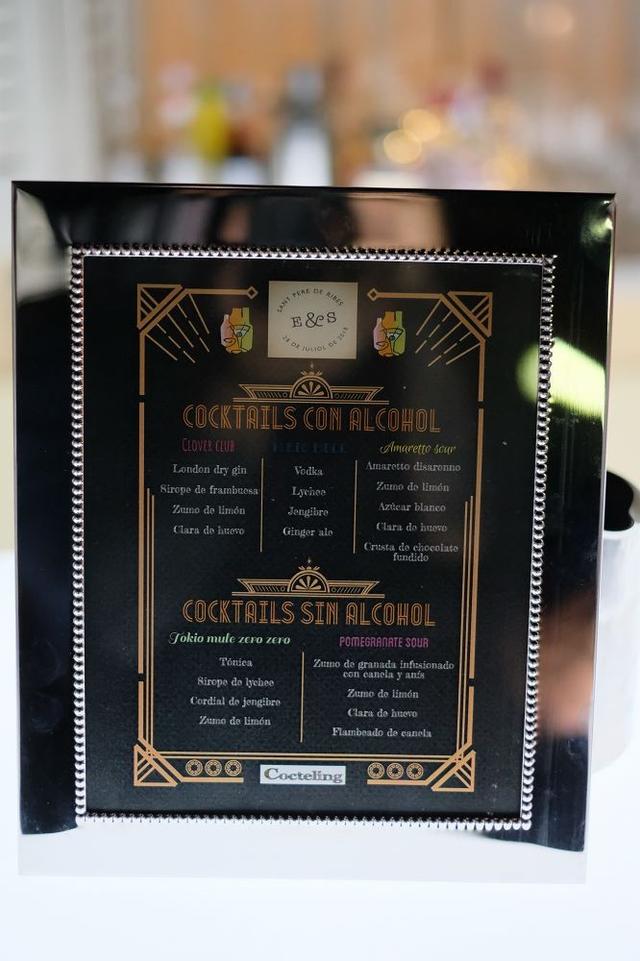 SANT PERE DE RIBES
E&S
28 DE JULIOL DE 2018
COCKTAILS CON ALCOHOL
CLOVER CLUB
London dry gin
Sirope de frambuesa
Zumo de limón
Clara de huevo
Vodka
Lychee
Jengibre
Ginger ale
Amaretto sour
Amaretto disaronno
Zumo de limón
Azúcar blanco
Clara de huevo
Crusta de chocolate
fundido
COCKTAILS SIN ALCOHOL
Tokio mule zero zero
Tónica
Sirope de lychee
Cordial de jengibre
Zumo de limón
POMEGRANATE SOUR
Zumo de granada infusionado
con canela y anís
Zumo de limón
Clara de huevo
Flambeado de canela
Cocteling